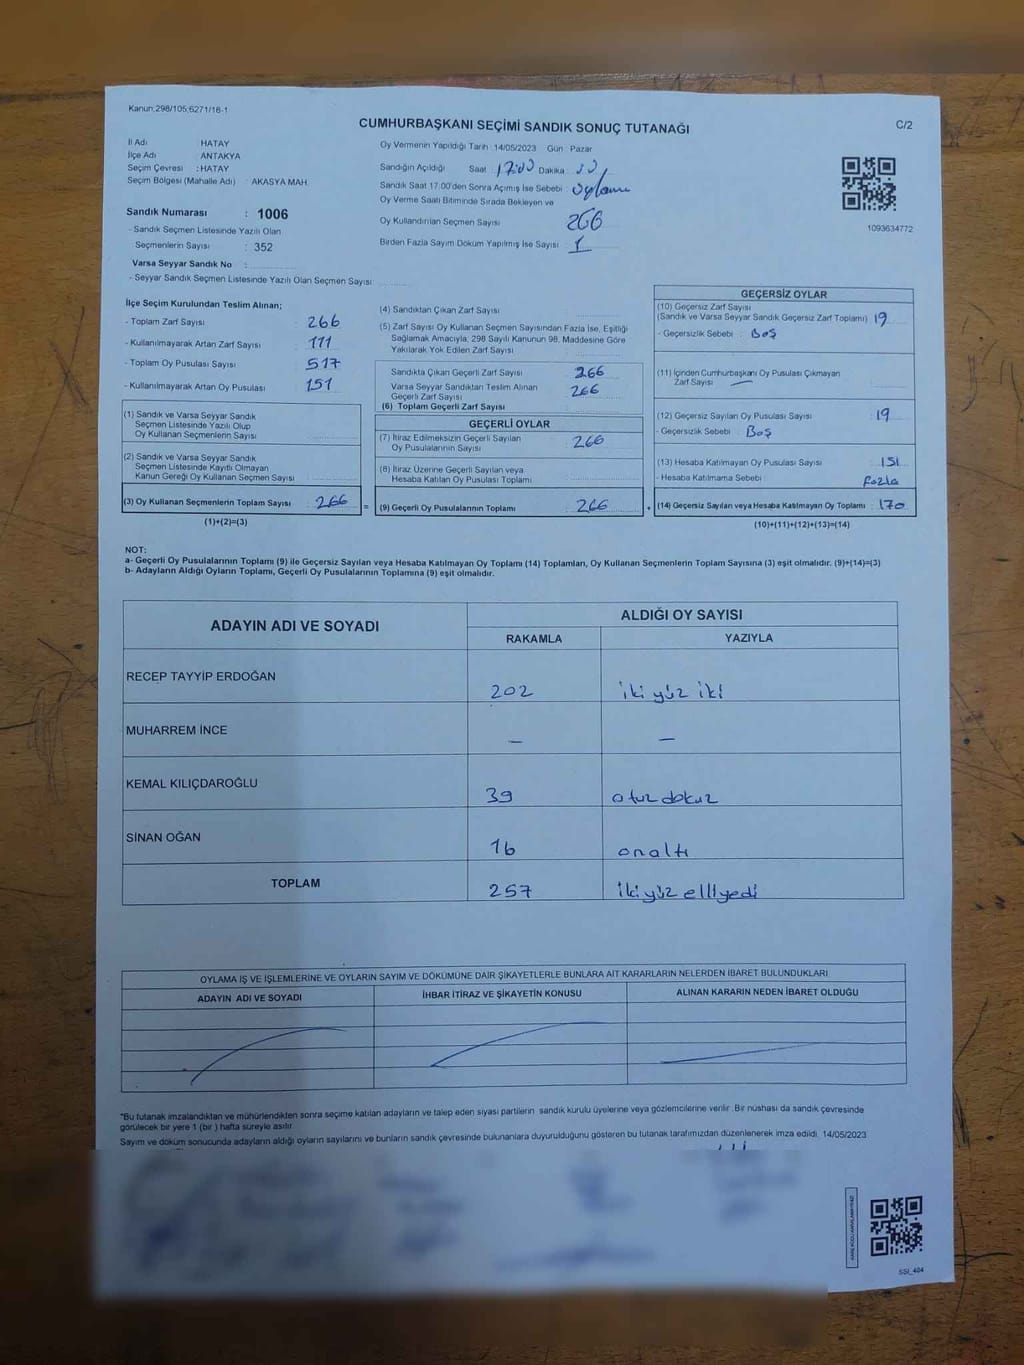 Kanun.298/105,6271/18-1
CUMHURBAŞKANI SEÇİMİ SANDIK SONUÇ TUTANAĞI
C/2
İl Adı HATAY
İlçe Adı ANTAKYA
Seçim Çevresi : HATAY
Seçim Bölgesi (Mahalle Adı) : AKASYA MAH.
Sandık Numarası : 1006
- Sandık Seçmen Listesinde Yazılı Olan
Seçmenlerin Sayısı : 352
Varsa Seyyar Sandık No :
- Seyyar Sandık Seçmen Listesinde Yazılı Olan Seçmen Sayısı:
Oy Vermenin Yapıldığı Tarih : 14/05/2023 Gün : Pazar
Sandığın Açıldığı Saat : 17:00 Dakika :
Sandık Saat 17.00'den Sonra Açımış İse Sebebi : oylama
Oy Verme Saati Bitiminde Sırada Bekleyen ve
Oy Kullandırılan Seçmen Sayısı 266
Birden Fazla Sayım Döküm Yapılmış İse Sayısı : 1
1093634772
İlçe Seçim Kurulundan Teslim Alınan;
- Toplam Zarf Sayısı : 266
- Kullanılmayarak Artan Zarf Sayısı : 111
- Toplam Oy Pusulası Sayısı : 517
- Kullanılmayarak Artan Oy Pusulası : 151
(1) Sandık ve Varsa Seyyar Sandık
Seçmen Listesinde Yazılı Olup
Oy Kullanan Seçmenlerin Sayısı :
(2) Sandık ve Varsa Seyyar Sandık
Seçmen Listesinde Kayıtlı Olmayan
Kanun Gereği Oy Kullanan Seçmen Sayısı :
(3) Oy Kullanan Seçmenlerin Toplam Sayısı : 266
(1)+(2)=(3)
(4) Sandıktan Çıkan Zarf Sayısı :
(5) Zarf Sayısı Oy Kullanan Seçmen Sayısından Fazla İse, Eşitliği
Sağlamak Amacıyla, 298 Sayılı Kanunun 98. Maddesine Göre
Yakılarak Yok Edilen Zarf Sayısı :
Sandıkta Çıkan Geçerli Zarf Sayısı : 266
Varsa Seyyar Sandıktan Teslim Alınan
Geçerli Zarf Sayısı : 266
(6) Toplam Geçerli Zarf Sayısı :
GEÇERLİ OYLAR
(7) İtiraz Edilmeksizin Geçerli Sayılan
Oy Pusulalarının Sayısı : 266
(8) İtiraz Üzerine Geçerli Sayılan veya
Hesaba Katılan Oy Pusulası Toplamı :
= (9) Geçerli Oy Pusulalarının Toplamı : 266
GEÇERSİZ OYLAR
(10) Geçersiz Zarf Sayısı
(Sandık ve Varsa Seyyar Sandık Geçersiz Zarf Toplamı) : 19
- Geçersizlik Sebebi : Boş
(11) İçinden Cumhurbaşkanı Oy Pusulası Çıkmayan
Zarf Sayısı : —
(12) Geçersiz Sayılan Oy Pusulası Sayısı : 19
- Geçersizlik Sebebi : Boş
(13) Hesaba Katılmayan Oy Pusulası Sayısı : 151
- Hesaba Katılmama Sebebi : fazla
+ (14) Geçersiz Sayılan veya Hesaba Katılmayan Oy Toplamı : 170
(10)+(11)+(12)+(13)=(14)
NOT:
a- Geçerli Oy Pusulalarının Toplamı (9) ile Geçersiz Sayılan veya Hesaba Katılmayan Oy Toplamı (14) Toplamları, Oy Kullanan Seçmenlerin Toplam Sayısına (3) eşit olmalıdır. (9)+(14)=(3)
b- Adayların Aldığı Oyların Toplamı, Geçerli Oy Pusulalarının Toplamına (9) eşit olmalıdır.
ADAYIN ADI VE SOYADI ALDIĞI OY SAYISI
RAKAMLA YAZIYLA
RECEP TAYYİP ERDOĞAN 202 iki yüz iki
MUHARREM İNCE — —
KEMAL KILIÇDAROĞLU 39 otuz dokuz
SİNAN OĞAN 16 onaltı
TOPLAM 257 ikiyüz elliyedi
OYLAMA İŞ VE İŞLEMLERİNE VE OYLARIN SAYIM VE DÖKÜMÜNE DAİR ŞİKAYETLERLE BUNLARA AİT KARARLARIN NELERDEN İBARET BULUNDUKLARI
ADAYIN ADI VE SOYADI İHBAR İTİRAZ VE ŞİKAYETİN KONUSU ALINAN KARARIN NEDEN İBARET OLDUĞU
*Bu tutanak imzalandıktan ve mühürlendikten sonra seçime katılan adayların ve talep eden siyasi partilerin sandık kurulu üyelerine veya gözlemcilerine verilir. Bir nüshası da sandık çevresinde
görülecek bir yere 1 (bir) hafta süreyle asılır.
Sayım ve döküm sonucunda adayların aldığı oyların sayılarını ve bunların sandık çevresinde bulunanlara duyurulduğunu gösteren bu tutanak tarafımızdan düzenlenerek imza edildi. 14/05/2023
SSI_404